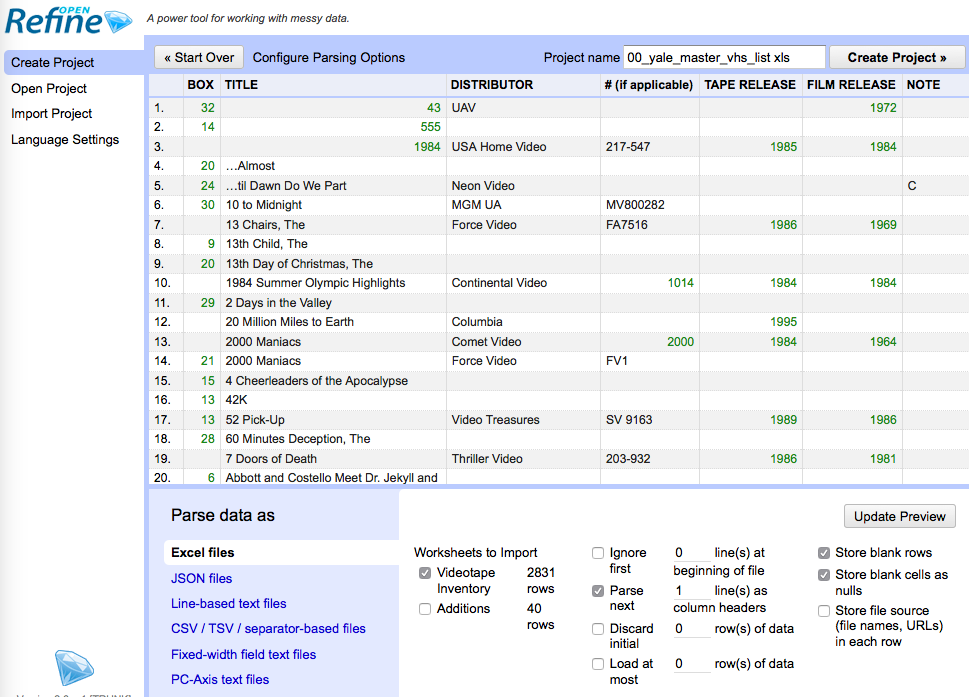 OPEN
Refine A power tool for working with messy data.
Create Project
Open Project
Import Project
Language Settings
« Start Over Configure Parsing Options Project name 00_yale_master_vhs_list xls Create Project »
BOX TITLE DISTRIBUTOR # (if applicable) TAPE RELEASE FILM RELEASE NOTE
1. 32 43 UAV 1972
2. 14 555
3. 1984 USA Home Video 217-547 1985 1984
4. 20 …Almost
5. 24 …til Dawn Do We Part Neon Video C
6. 30 10 to Midnight MGM UA MV800282
7. 13 Chairs, The Force Video FA7516 1986 1969
8. 9 13th Child, The
9. 20 13th Day of Christmas, The
10. 1984 Summer Olympic Highlights Continental Video 1014 1984 1984
11. 29 2 Days in the Valley
12. 20 Million Miles to Earth Columbia 1995
13. 2000 Maniacs Comet Video 2000 1984 1964
14. 21 2000 Maniacs Force Video FV1
15. 15 4 Cheerleaders of the Apocalypse
16. 13 42K
17. 13 52 Pick-Up Video Treasures SV 9163 1989 1986
18. 28 60 Minutes Deception, The
19. 7 Doors of Death Thriller Video 203-932 1986 1981
20. 6 Abbott and Costello Meet Dr. Jekyll and
Parse data as
Excel files
JSON files
Line-based text files
CSV / TSV / separator-based files
Fixed-width field text files
PC-Axis text files
Update Preview
Worksheets to Import
Videotape 2831
Inventory rows
Additions 40
rows
Ignore 0 line(s) at
first beginning of file
Parse 1 line(s) as
next column headers
Discard 0 row(s) of data
initial
Load at 0 row(s) of data
most
Store blank rows
Store blank cells as
nulls
Store file source
(file names, URLs)
in each row